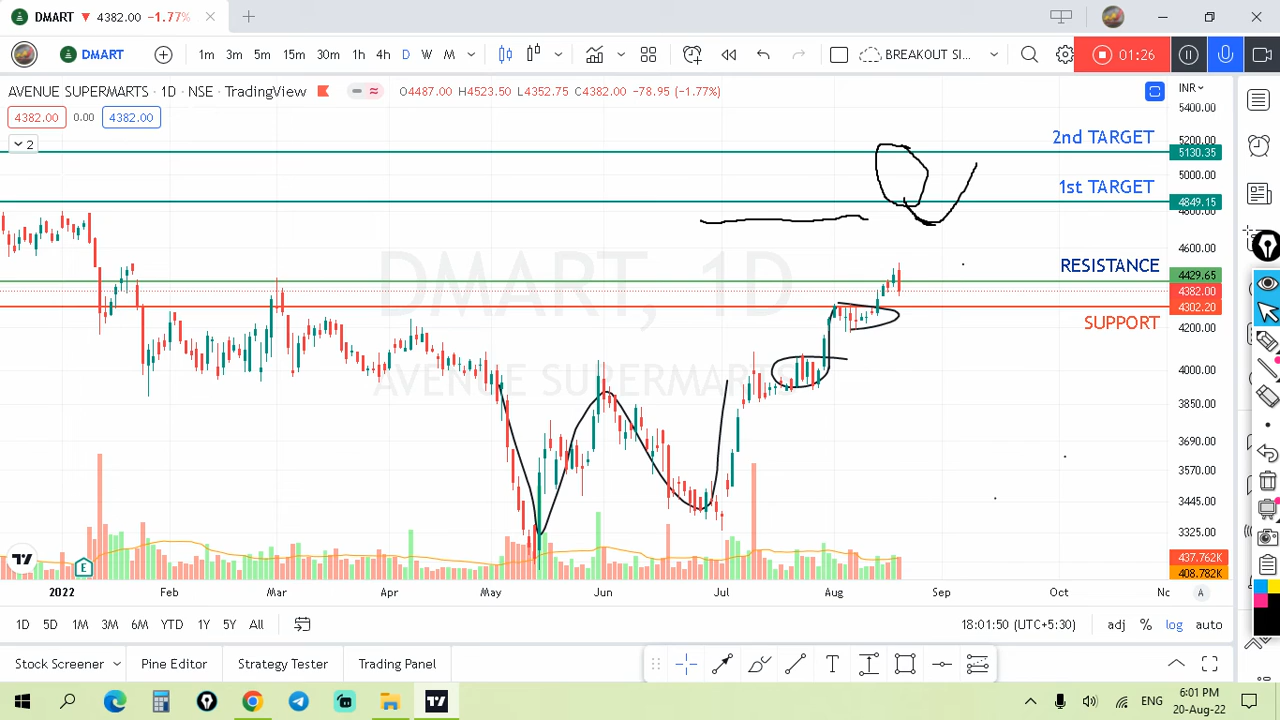 DMART ▼ 4382.00 −1.77%
DMART 1m 3m 5m 15m 30m 1h 4h D W M BREAKOUT SI... 01:26
AVENUE SUPERMARTS · 1D · NSE · TradingView O4487.00 H4523.50 L4352.75 C4382.00 −78.95 (−1.77%) INR
4382.00 0.00 4382.00
2
5400.00
2nd TARGET 5200.00
5130.35
5000.00
1st TARGET
4849.15
4800.00
4600.00
RESISTANCE
4429.65
DMART, 1D
4382.00
4302.20
SUPPORT
4200.00
4000.00
AVENUE SUPERMARTS
3850.00
3690.00
3570.00
3445.00
3325.00
437.762K
E
408.782K
2022 Feb Mar Apr May Jun Jul Aug Sep Oct Nc A
1D 5D 1M 3M 6M YTD 1Y 5Y All 18:01:50 (UTC+5:30) adj % log auto
Stock Screener Pine Editor Strategy Tester Trading Panel
ENG 6:01 PM
20-Aug-22